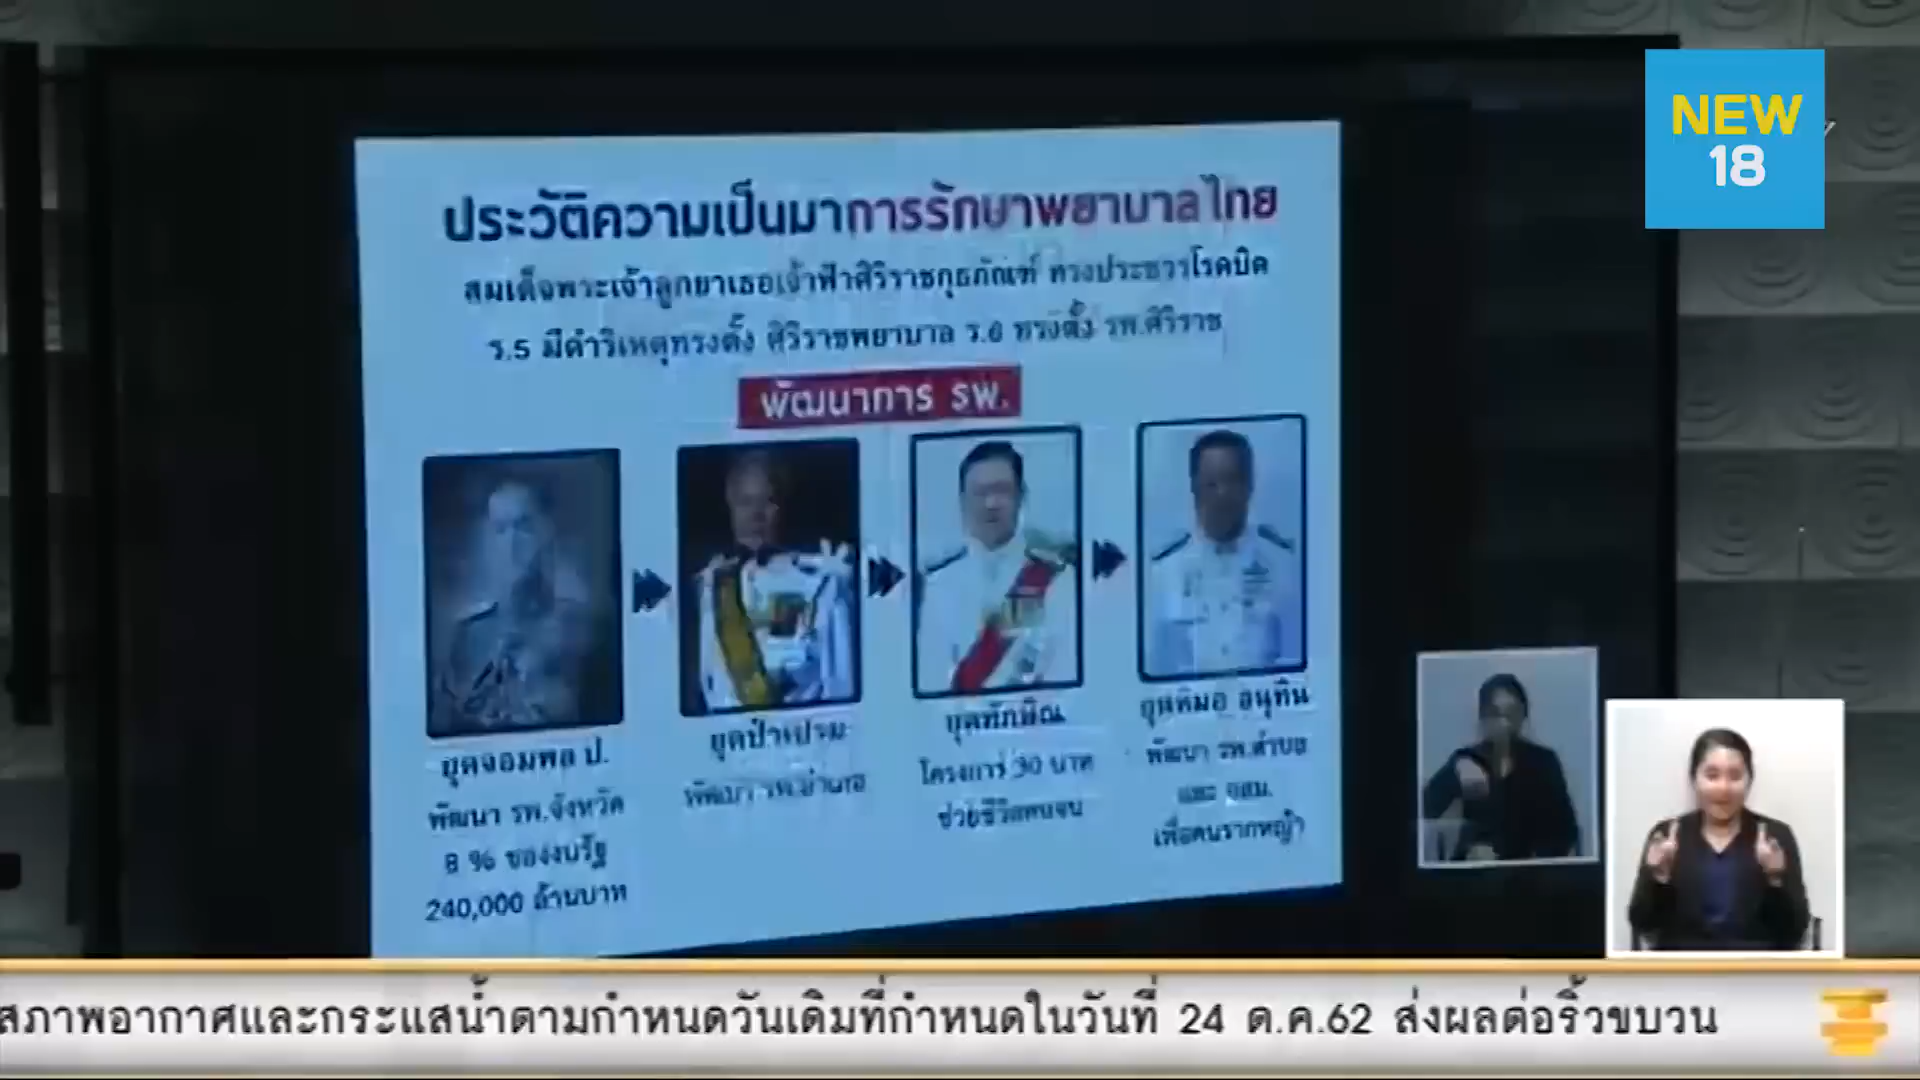 NEW
18
ประวัติความเป็นมาการรักษาพยาบาลไทย
สมเด็จพระเจ้าลูกยาเธอเจ้าฟ้าศิริราชกุธภัณฑ์ ทรงประชวรโรคบิด
ร.5 มีดำริเหตุทรงตั้ง ศิริราชพยาบาล ร.6 ทรงตั้ง รพ.ศิริราช
พัฒนาการ รพ.
ยุคจอมพล ป.
พัฒนา รพ.จังหวัด
8 % ของงบรัฐ
240,000 ล้านบาท
ยุคป๋าเปรม
พัฒนา รพ.อำเภอ
ยุคทักษิณ
โครงการ 30 บาท
ช่วยชีวิตคนจน
ยุคพี่หมอ อนุทิน
พัฒนา รพ.ตำบล
และ อสม.
เพื่อคนรากหญ้า
สภาพอากาศและกระแสน้ำตามกำหนดวันเดิมที่กำหนดในวันที่ 24 ต.ค.62 ส่งผลต่อริ้วขบวน